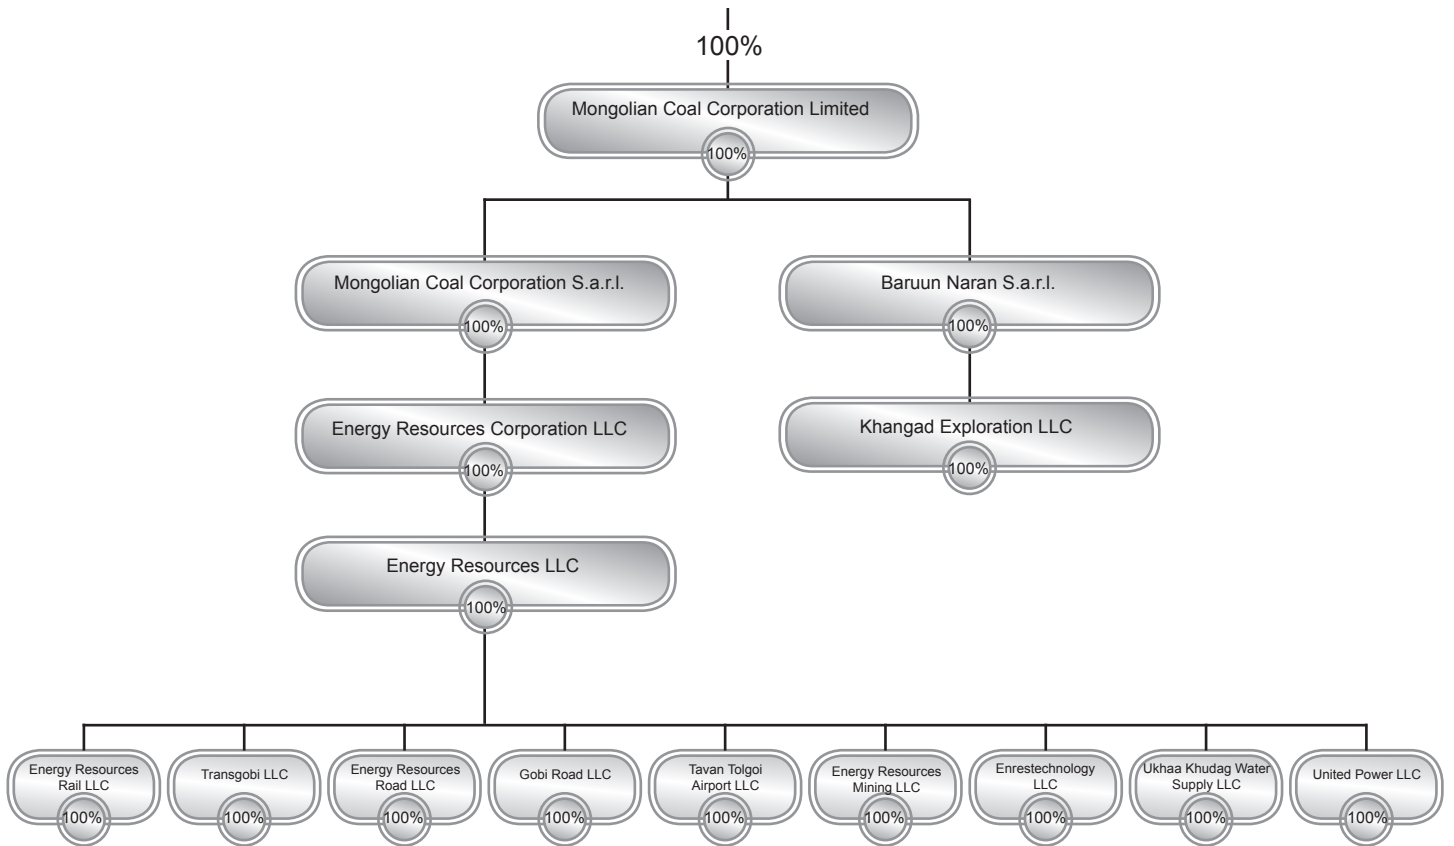 100%
Mongolian Coal Corporation Limited
100%
Mongolian Coal Corporation S.a.r.l.
100%
Baruun Naran S.a.r.l.
100%
Energy Resources Corporation LLC
100%
Khangad Exploration LLC
100%
Energy Resources LLC
100%
Energy Resources
Rail LLC
100%
Transgobi LLC
100%
Energy Resources
Road LLC
100%
Gobi Road LLC
100%
Tavan Tolgoi
Airport LLC
100%
Energy Resources
Mining LLC
100%
Enrestechnology
LLC
100%
Ukhaa Khudag Water
Supply LLC
100%
United Power LLC
100%